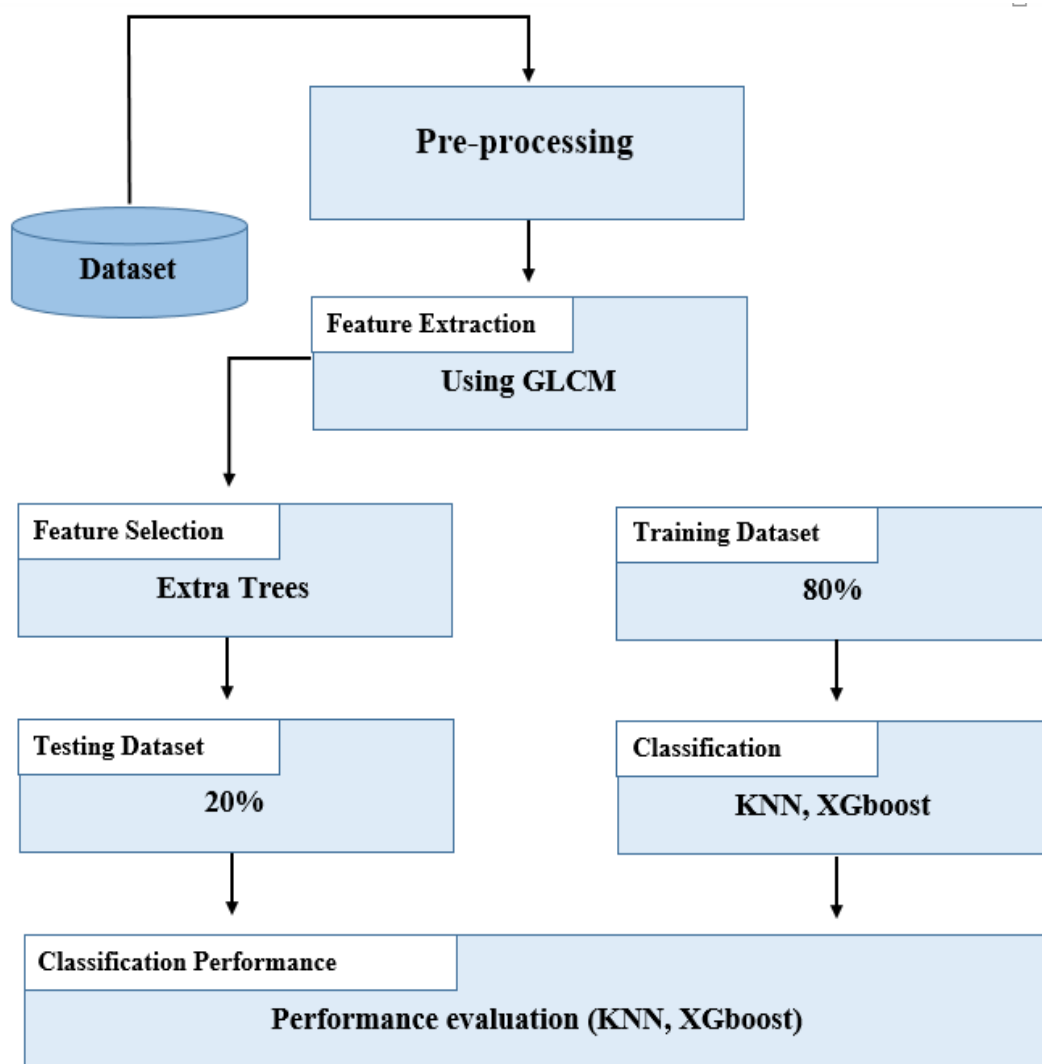 Pre-processing
Dataset
Feature Extraction
Using GLCM
Feature Selection
Extra Trees
Training Dataset
80%
Testing Dataset
20%
Classification
KNN, XGboost
Classification Performance
Performance evaluation (KNN, XGboost)